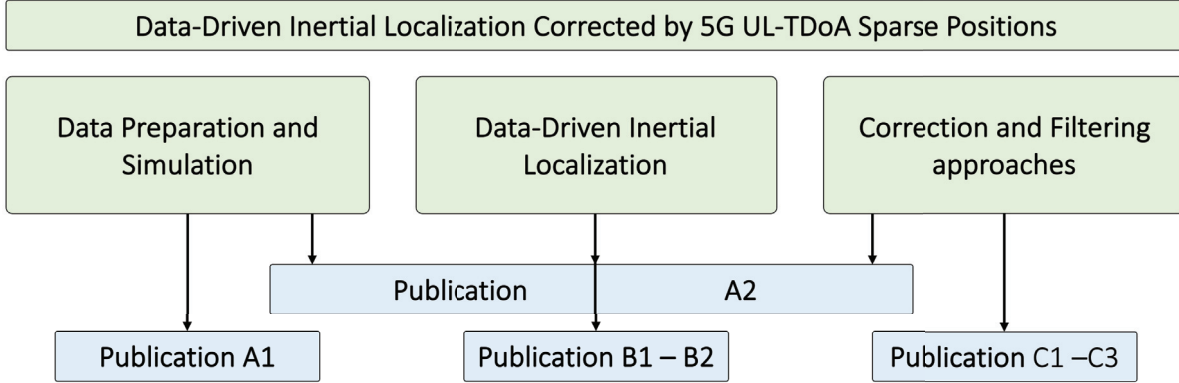 Data-Driven Inertial Localization Corrected by 5G UL-TDoA Sparse Positions
Data Preparation and
Simulation
Data-Driven Inertial
Localization
Correction and Filtering
approaches
Publication A2
Publication A1
Publication B1 – B2
Publication C1 –C3